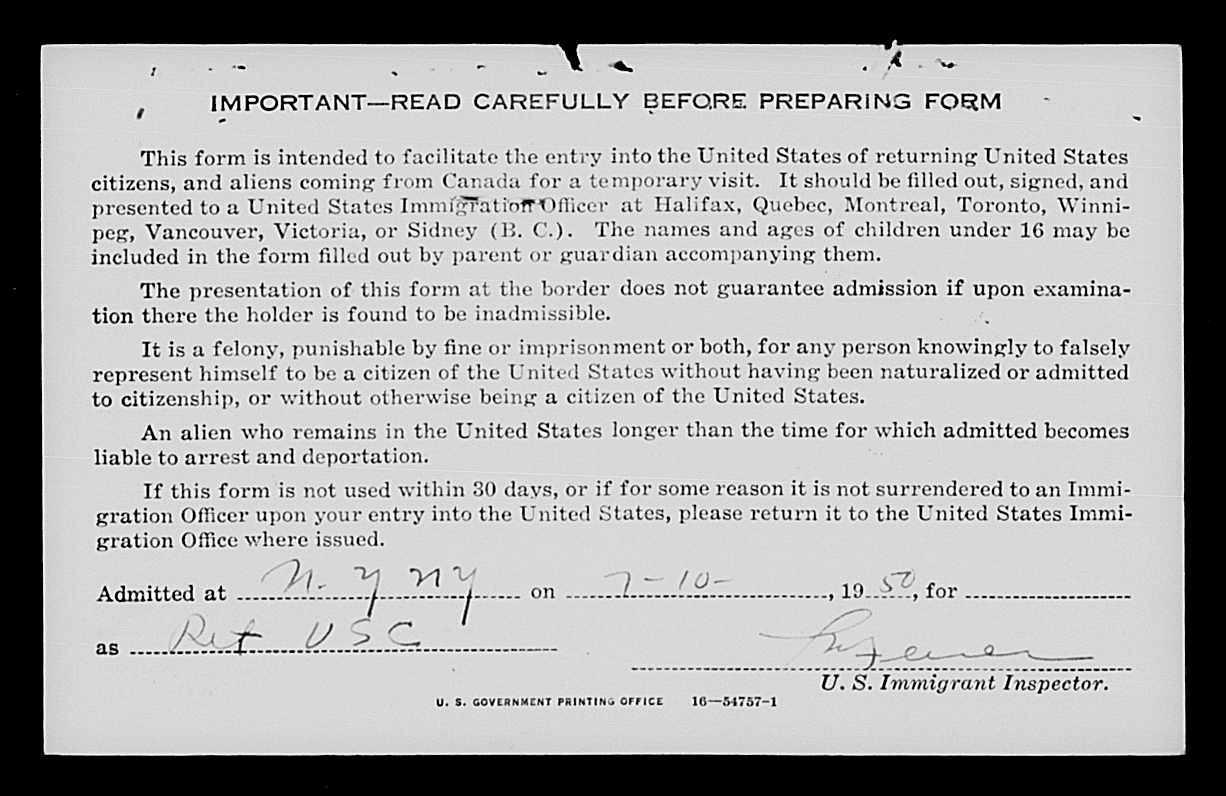 IMPORTANT—READ CAREFULLY BEFORE PREPARING FORM
This form is intended to facilitate the entry into the United States of returning United States
citizens, and aliens coming from Canada for a temporary visit. It should be filled out, signed, and
presented to a United States Immigration Officer at Halifax, Quebec, Montreal, Toronto, Winni-
peg, Vancouver, Victoria, or Sidney (B. C.). The names and ages of children under 16 may be
included in the form filled out by parent or guardian accompanying them.
The presentation of this form at the border does not guarantee admission if upon examina-
tion there the holder is found to be inadmissible.
It is a felony, punishable by fine or imprisonment or both, for any person knowingly to falsely
represent himself to be a citizen of the United States without having been naturalized or admitted
to citizenship, or without otherwise being a citizen of the United States.
An alien who remains in the United States longer than the time for which admitted becomes
liable to arrest and deportation.
If this form is not used within 30 days, or if for some reason it is not surrendered to an Immi-
gration Officer upon your entry into the United States, please return it to the United States Immi-
gration Office where issued.
Admitted at N. Y NY on 7-10-, 1950, for
as Ret USC
U. S. Immigrant Inspector.
U. S. GOVERNMENT PRINTING OFFICE 16—54757-1